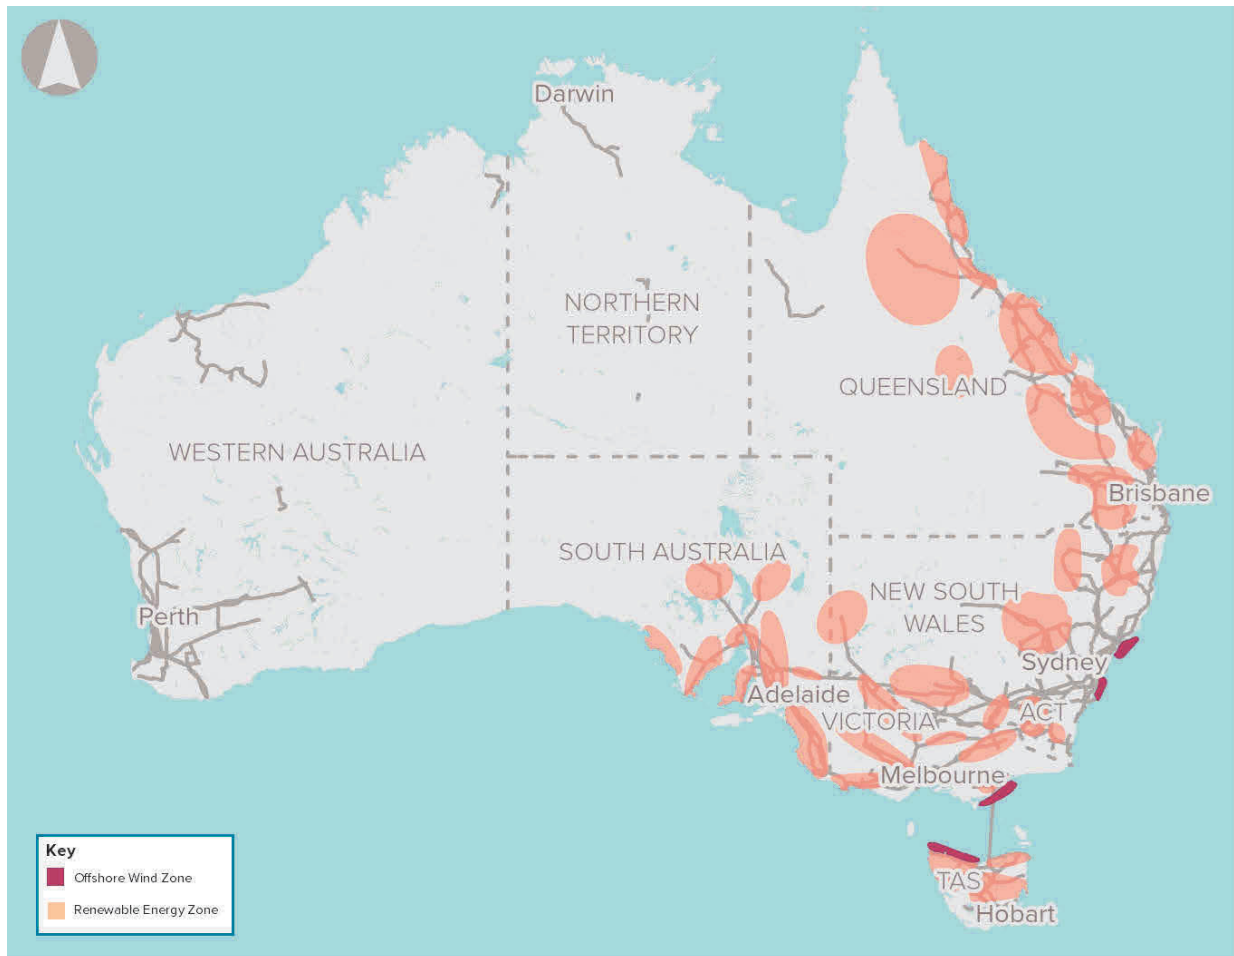 Darwin
NORTHERN
TERRITORY
QUEENSLAND
WESTERN AUSTRALIA
Brisbane
SOUTH AUSTRALIA
NEW SOUTH
WALES
Perth
Sydney
Adelaide
VICTORIA
ACT
Melbourne
TAS
Hobart
Key
Offshore Wind Zone
Renewable Energy Zone